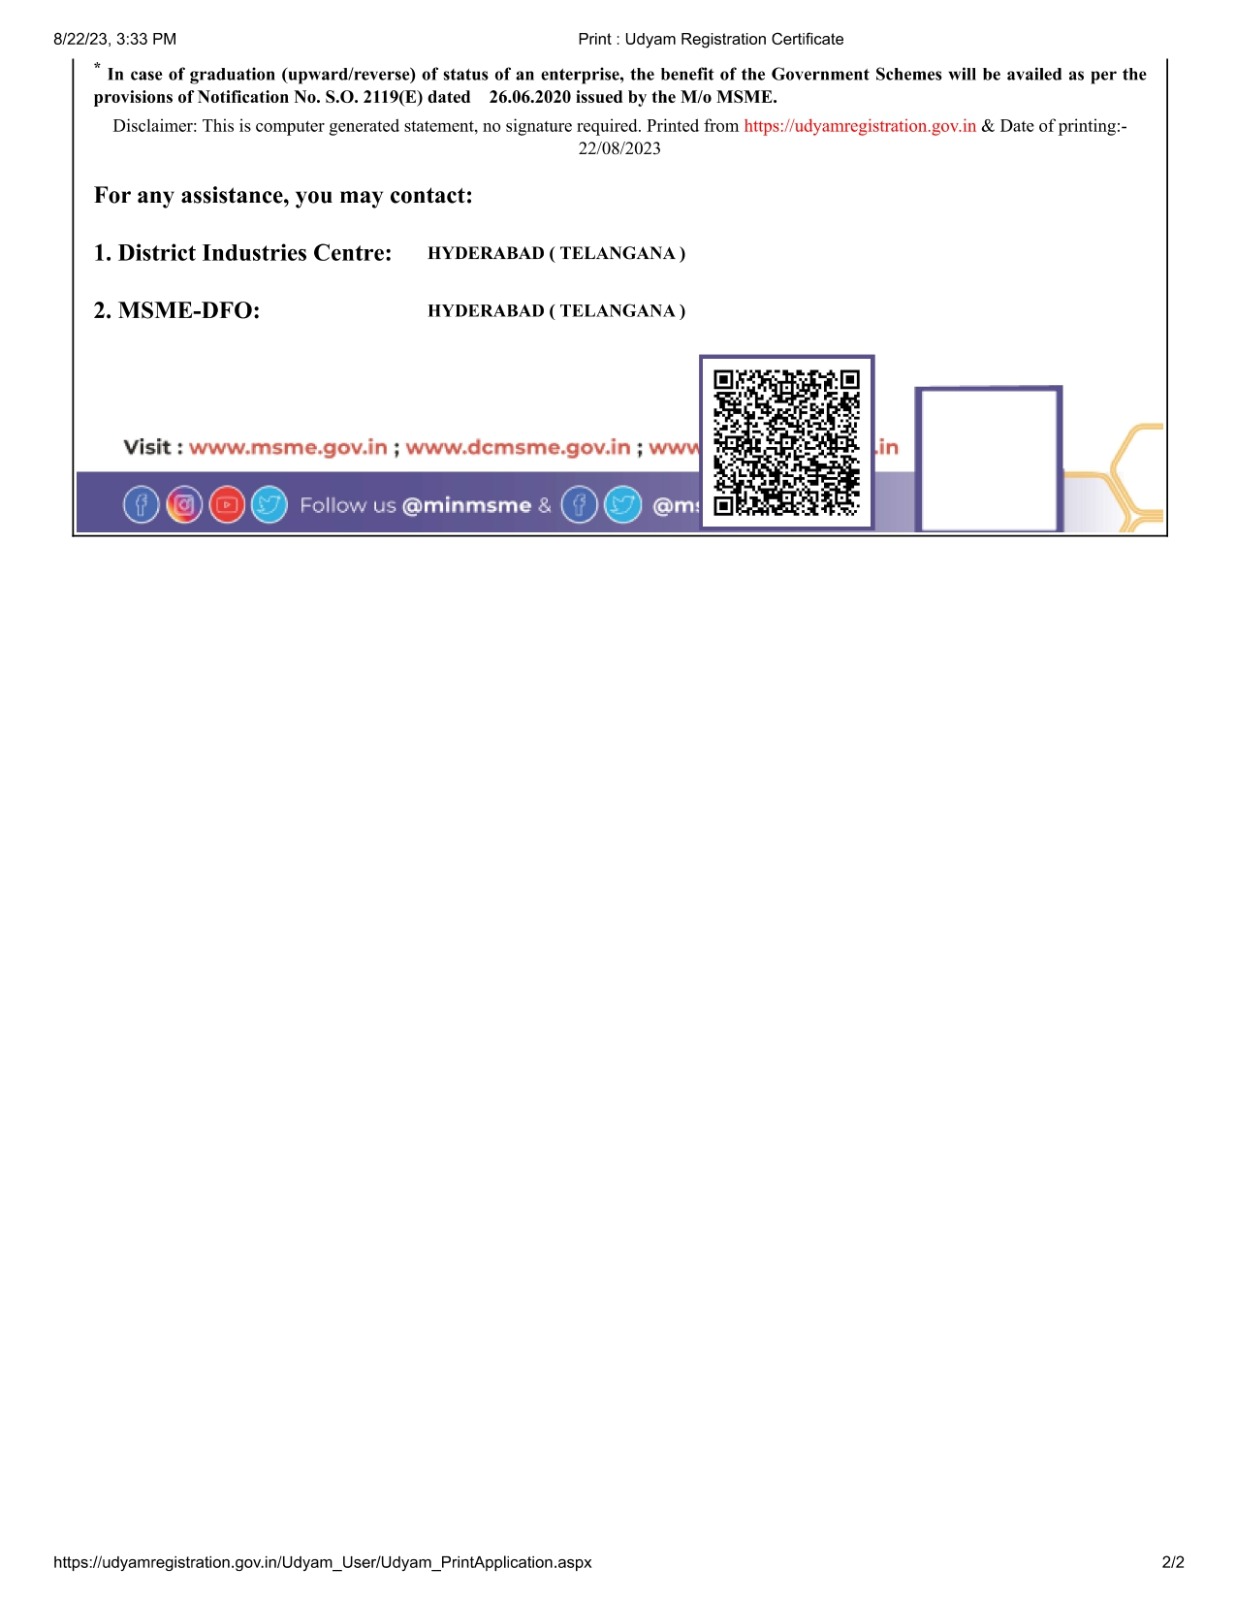 8/22/23, 3:33 PM Print : Udyam Registration Certificate
* In case of graduation (upward/reverse) of status of an enterprise, the benefit of the Government Schemes will be availed as per the
provisions of Notification No. S.O. 2119(E) dated 26.06.2020 issued by the M/o MSME.
Disclaimer: This is computer generated statement, no signature required. Printed from https://udyamregistration.gov.in & Date of printing:-
22/08/2023
For any assistance, you may contact:
1. District Industries Centre: HYDERABAD ( TELANGANA )
2. MSME-DFO: HYDERABAD ( TELANGANA )
Visit : www.msme.gov.in ; www.dcmsme.gov.in ; www .in
Follow us @minmsme & @ms
https://udyamregistration.gov.in/Udyam_User/Udyam_PrintApplication.aspx 2/2